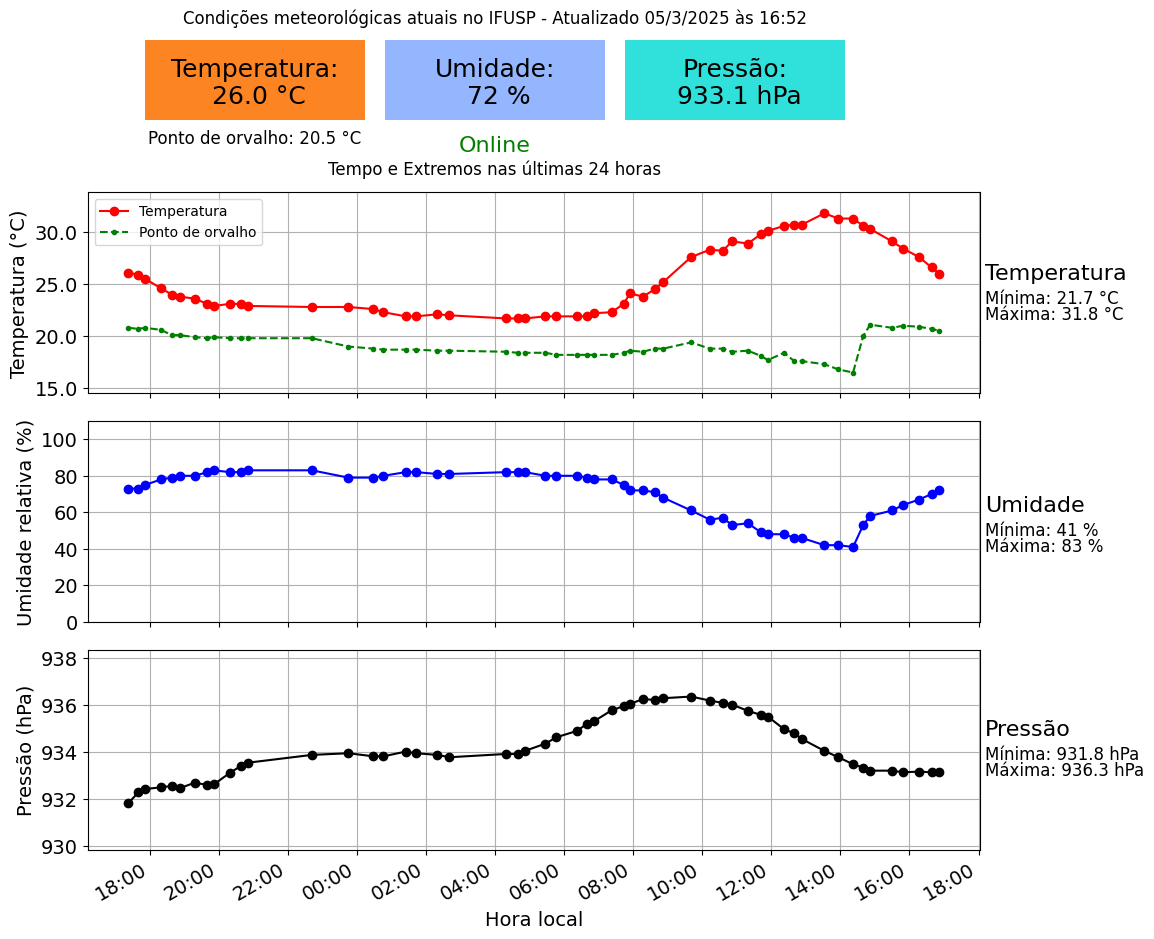 Condições meteorológicas atuais no IFUSP - Atualizado 05/3/2025 às 16:52
Temperatura:
26.0 °C
Umidade:
72 %
Pressão:
933.1 hPa
Ponto de orvalho: 20.5 °C
Online
Tempo e Extremos nas últimas 24 horas
Temperatura (°C)
30.0
25.0
20.0
15.0
Temperatura
Ponto de orvalho
Temperatura
Mínima: 21.7 °C
Máxima: 31.8 °C
Umidade relativa (%)
100
80
60
40
20
0
Umidade
Mínima: 41 %
Máxima: 83 %
Pressão (hPa)
938
936
934
932
930
Pressão
Mínima: 931.8 hPa
Máxima: 936.3 hPa
18:00 20:00 22:00 00:00 02:00 04:00 06:00 08:00 10:00 12:00 14:00 16:00 18:00
Hora local